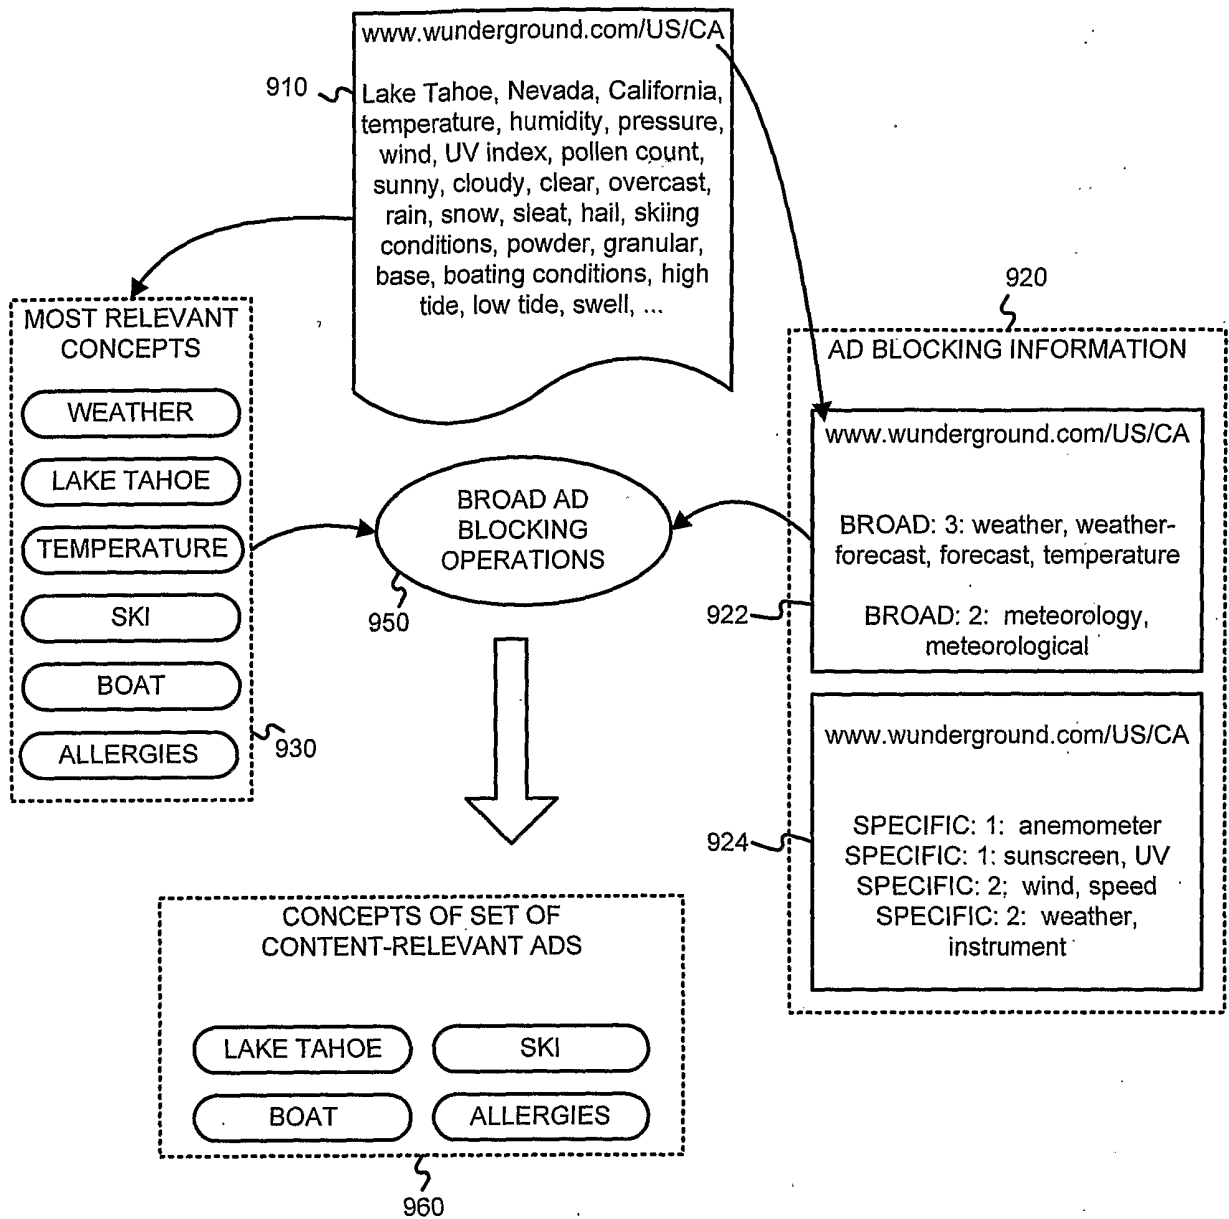 www.wunderground.com/US/CA
910
Lake Tahoe, Nevada, California,
temperature, humidity, pressure,
wind, UV index, pollen count,
sunny, cloudy, clear, overcast,
rain, snow, sleat, hail, skiing
conditions, powder, granular,
base, boating conditions, high
tide, low tide, swell, ...
MOST RELEVANT
CONCEPTS
WEATHER
LAKE TAHOE
TEMPERATURE
SKI
BOAT
ALLERGIES
930
BROAD AD
BLOCKING
OPERATIONS
950
920
AD BLOCKING INFORMATION
www.wunderground.com/US/CA
BROAD: 3: weather, weather-
forecast, forecast, temperature
922
BROAD: 2: meteorology,
meteorological
www.wunderground.com/US/CA
924
SPECIFIC: 1: anemometer
SPECIFIC: 1: sunscreen, UV
SPECIFIC: 2; wind, speed
SPECIFIC: 2: weather,
instrument
CONCEPTS OF SET OF
CONTENT-RELEVANT ADS
LAKE TAHOE
SKI
BOAT
ALLERGIES
960